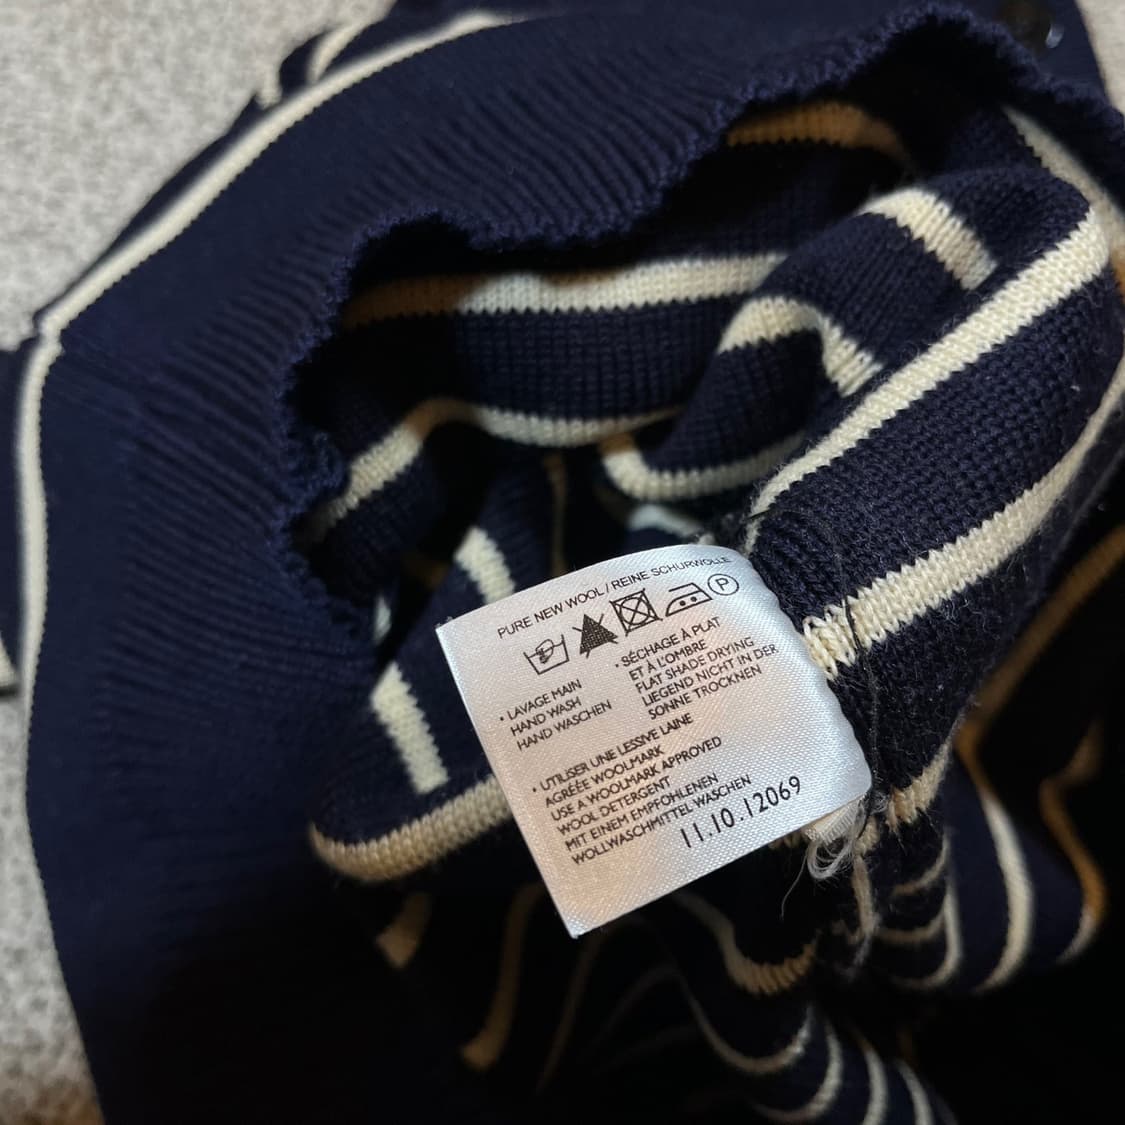 PURE NEW WOOL / REINE SCHURWOLLE
P
• LAVAGE MAIN
HAND WASH
HAND WASCHEN
• SÉCHAGE À PLAT
ET À L'OMBRE
FLAT SHADE DRYING
LIEGEND NICHT IN DER
SONNE TROCKNEN
• UTILISER UNE LESSIVE LAINE
AGRÉÉE WOOLMARK
USE A WOOLMARK APPROVED
WOOL DETERGENT
MIT EINEM EMPFOHLENEN
WOLLWASCHMITTEL WASCHEN
11.10.12069